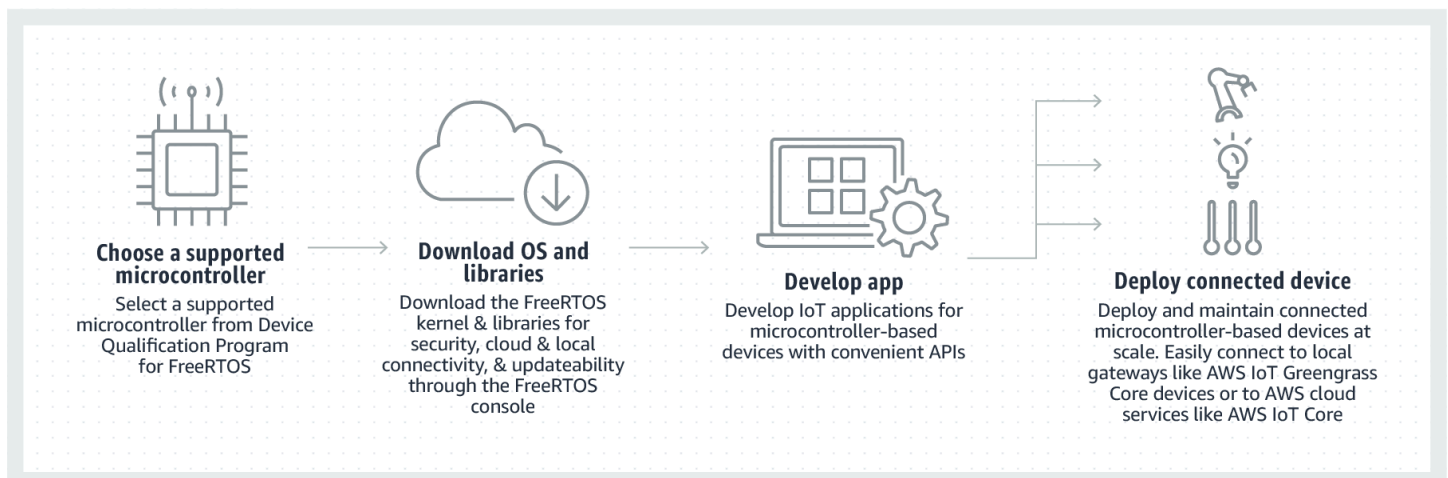 Choose a supported
microcontroller
Select a supported
microcontroller from Device
Qualification Program
for FreeRTOS
Download OS and
libraries
Download the FreeRTOS
kernel & libraries for
security, cloud & local
connectivity, & updateability
through the FreeRTOS
console
Develop app
Develop IoT applications for
microcontroller-based
devices with convenient APIs
Deploy connected device
Deploy and maintain connected
microcontroller-based devices at
scale. Easily connect to local
gateways like AWS IoT Greengrass
Core devices or to AWS cloud
services like AWS IoT Core